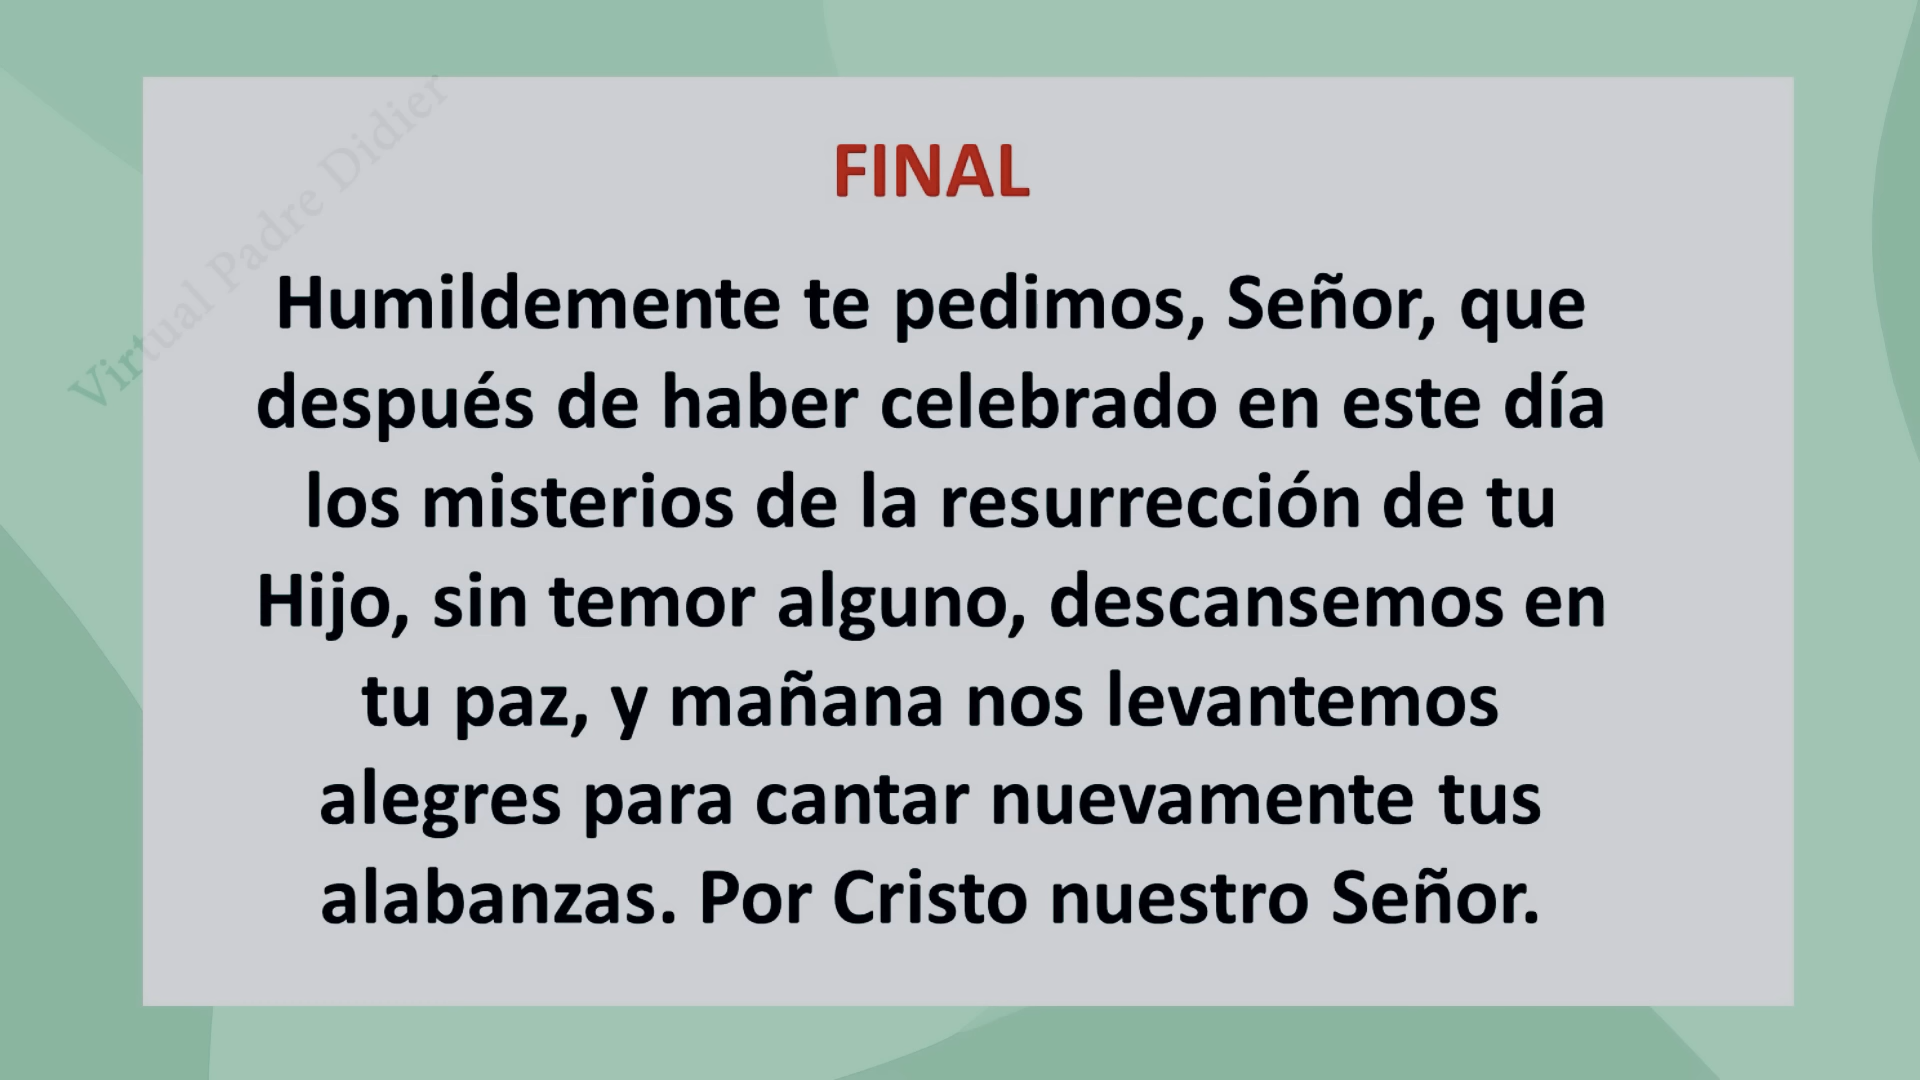 FINAL
Humildemente te pedimos, Señor, que
después de haber celebrado en este día
los misterios de la resurrección de tu
Hijo, sin temor alguno, descansemos en
tu paz, y mañana nos levantemos
alegres para cantar nuevamente tus
alabanzas. Por Cristo nuestro Señor.
Virtual Padre Didier